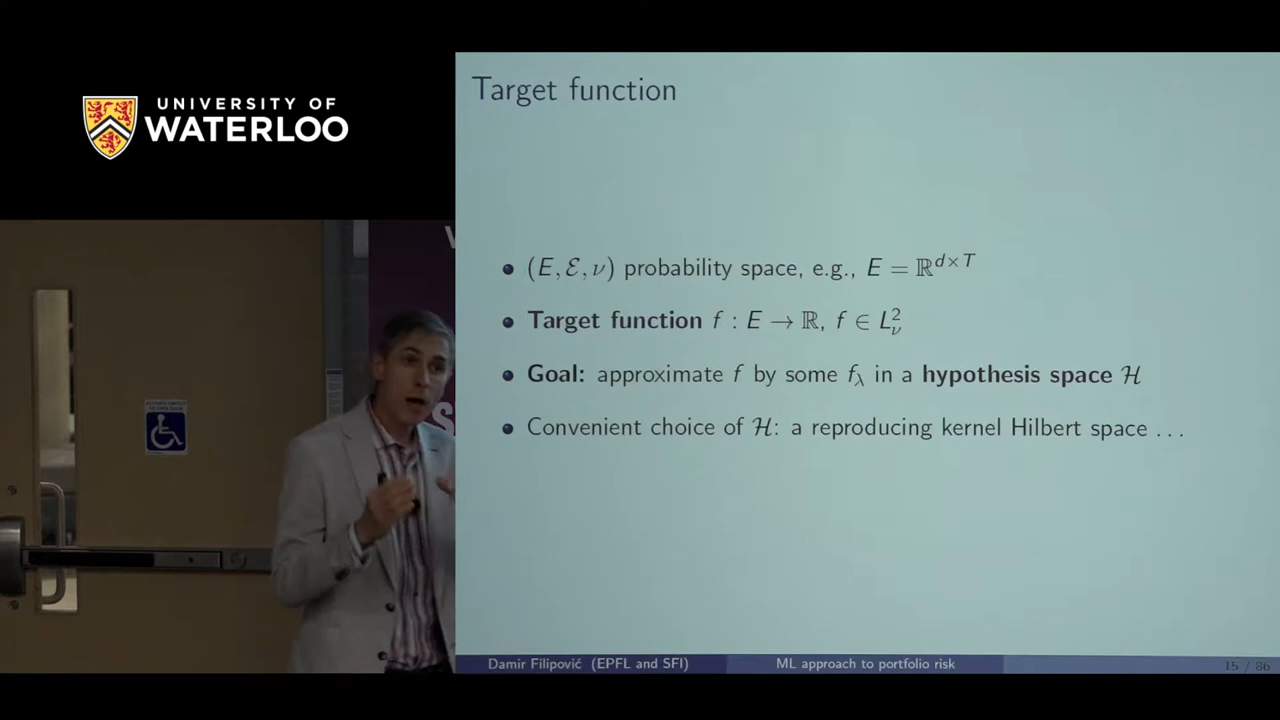 UNIVERSITY OF
WATERLOO
Target function
• (E, ℰ, ν) probability space, e.g., E = ℝ^{d×T}
• Target function f : E → ℝ, f ∈ L²_ν
• Goal: approximate f by some f_λ in a hypothesis space ℋ
• Convenient choice of ℋ: a reproducing kernel Hilbert space ...
Damir Filipović (EPFL and SFI)
ML approach to portfolio risk
15 / 86